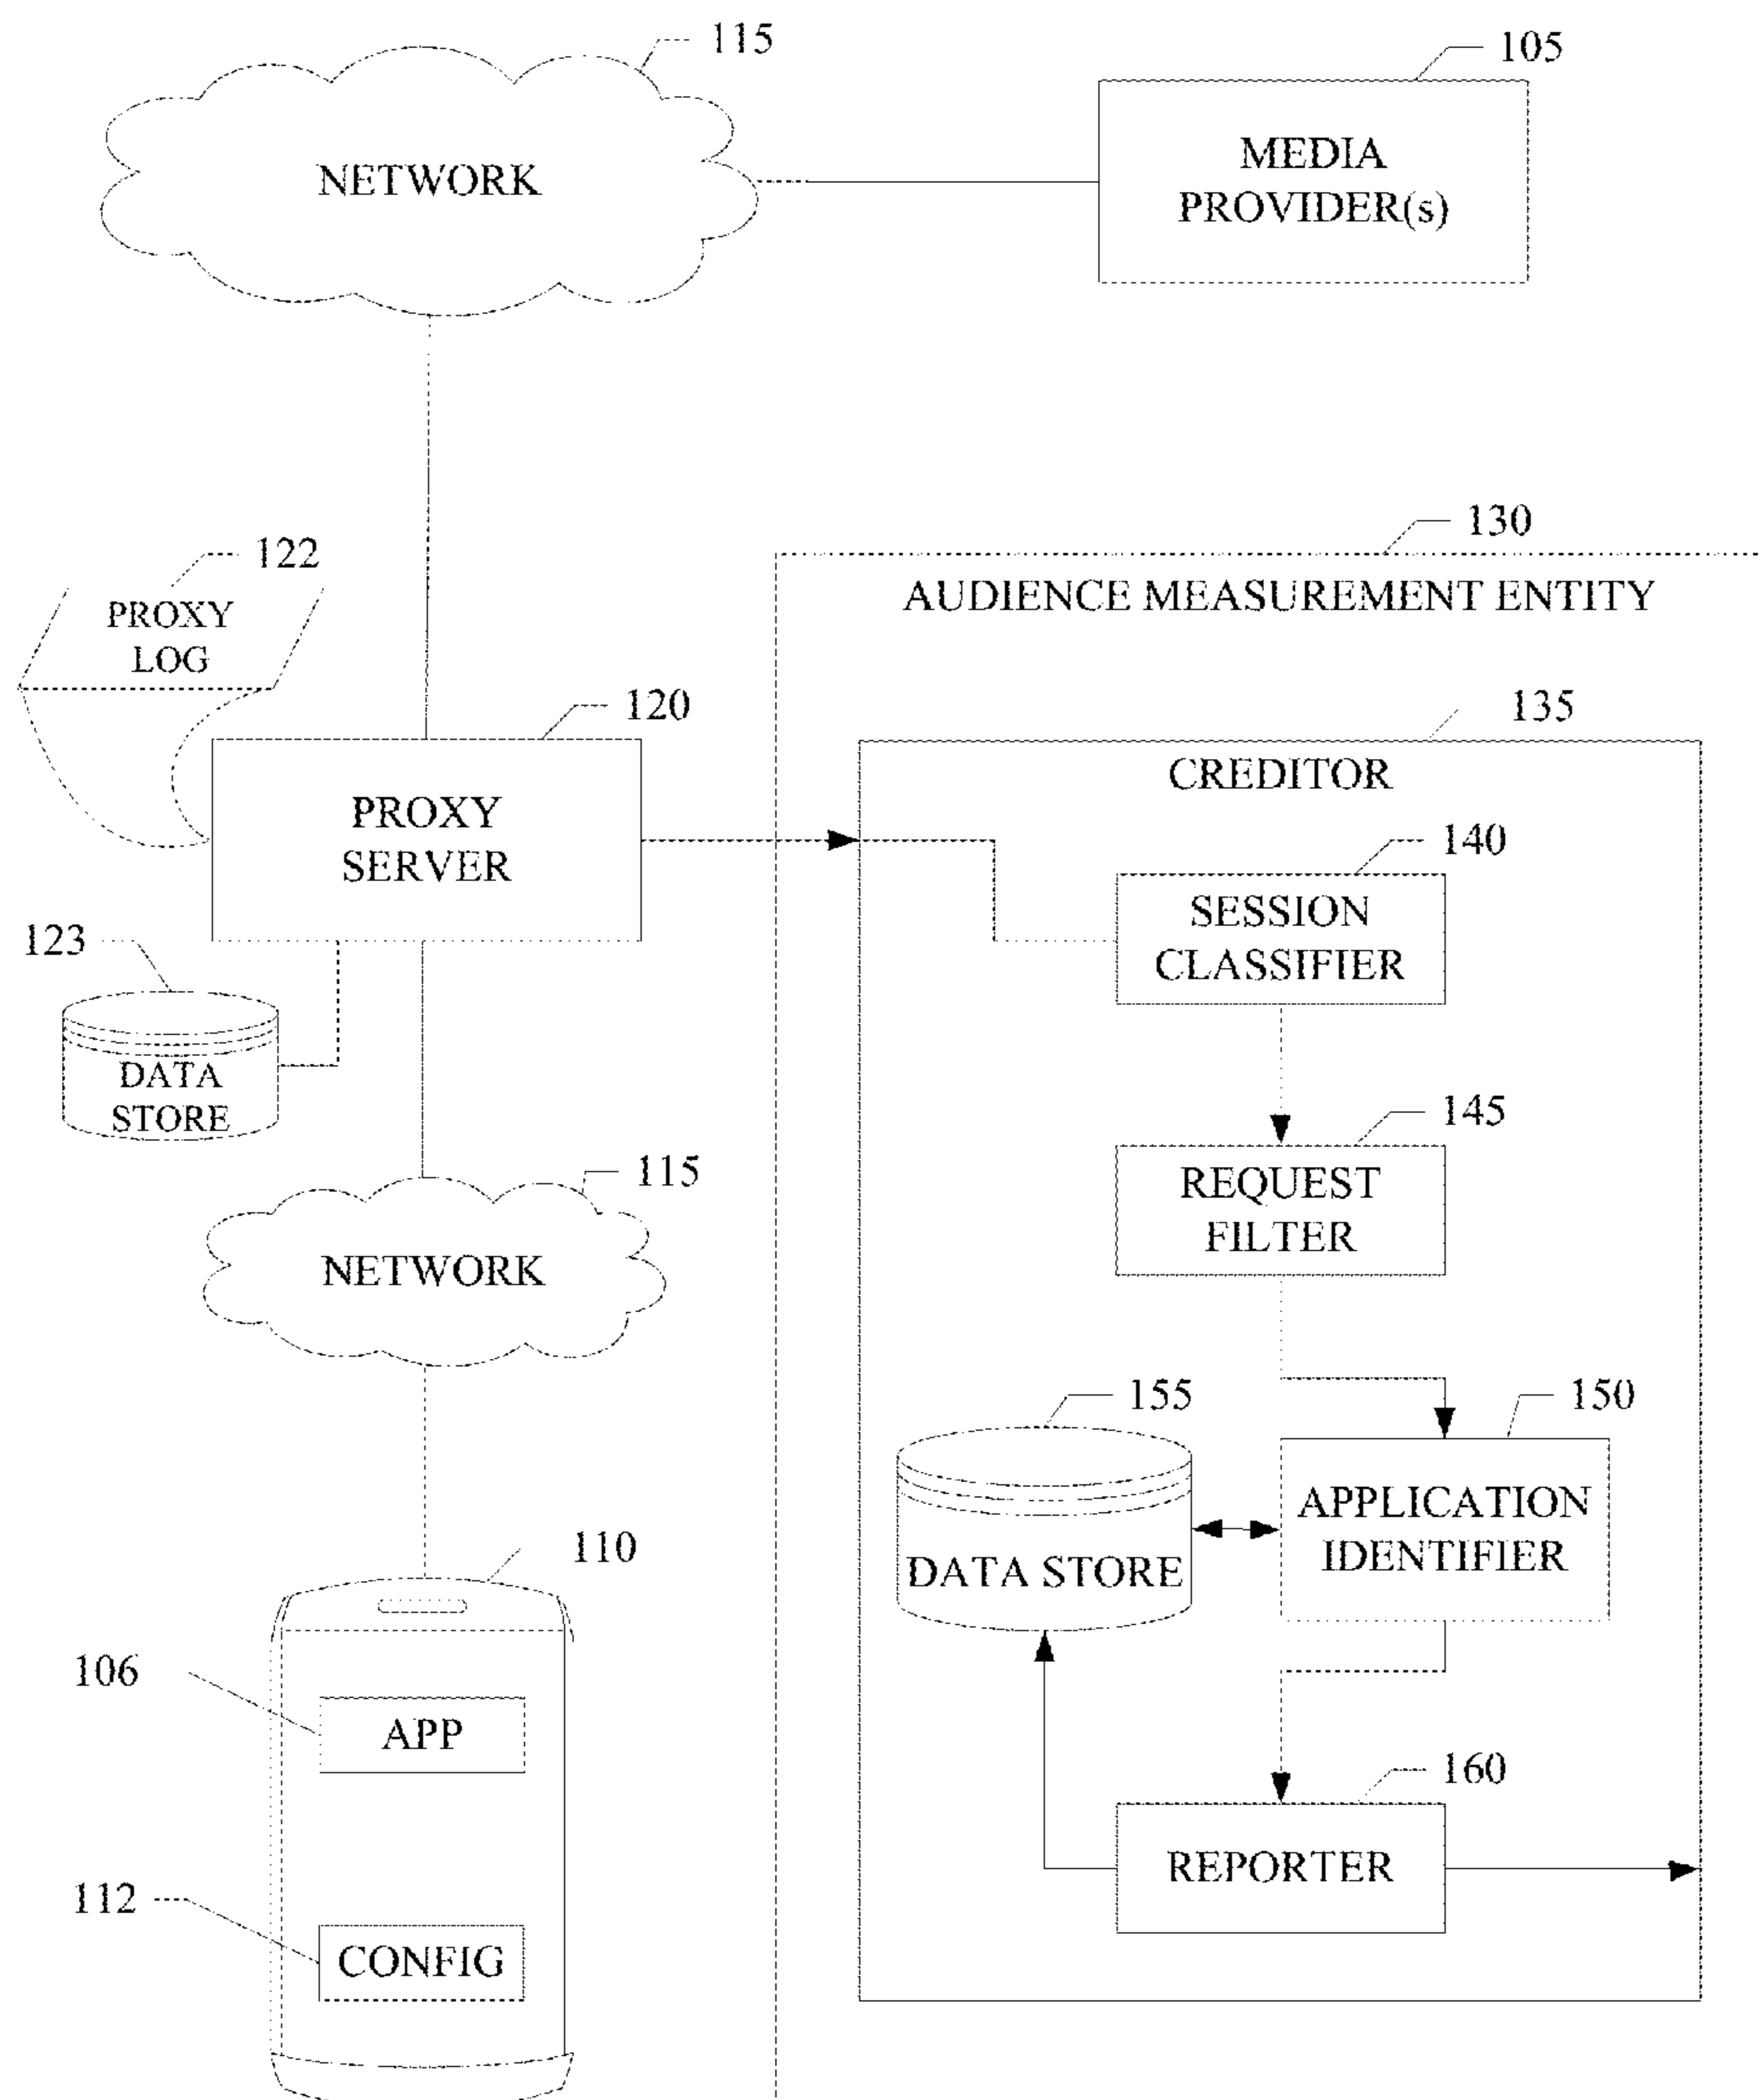 115
NETWORK
105
MEDIA
PROVIDER(s)
122
PROXY
LOG
120
PROXY
SERVER
123
DATA
STORE
115
NETWORK
110
106
APP
112
CONFIG
130
AUDIENCE MEASUREMENT ENTITY
135
CREDITOR
140
SESSION
CLASSIFIER
145
REQUEST
FILTER
155
DATA STORE
150
APPLICATION
IDENTIFIER
160
REPORTER